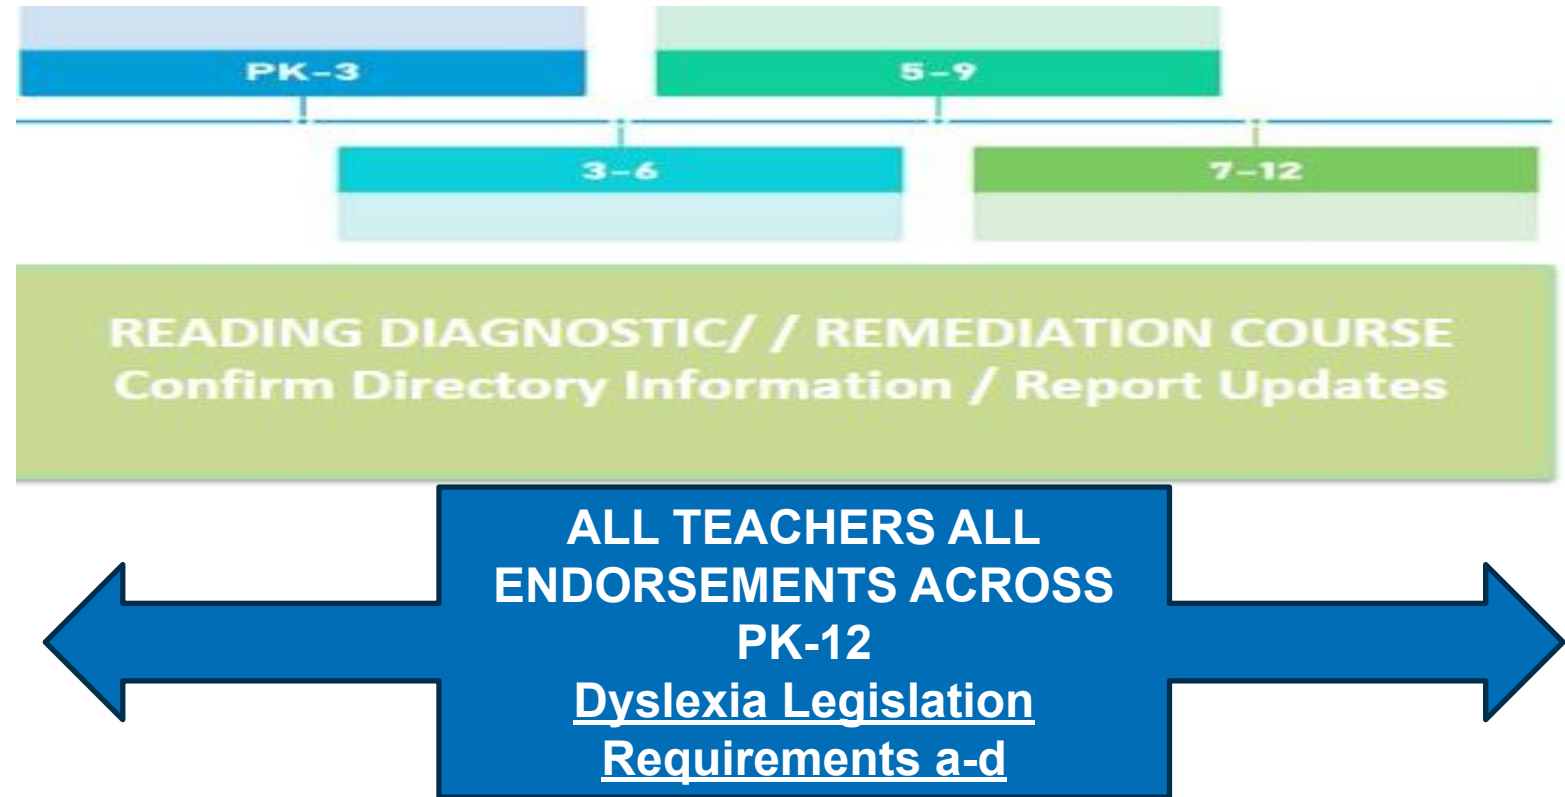 PK–3
5–9
3–6
7–12
READING DIAGNOSTIC/ / REMEDIATION COURSE
Confirm Directory Information / Report Updates
ALL TEACHERS ALL
ENDORSEMENTS ACROSS
PK-12
Dyslexia Legislation
Requirements a-d